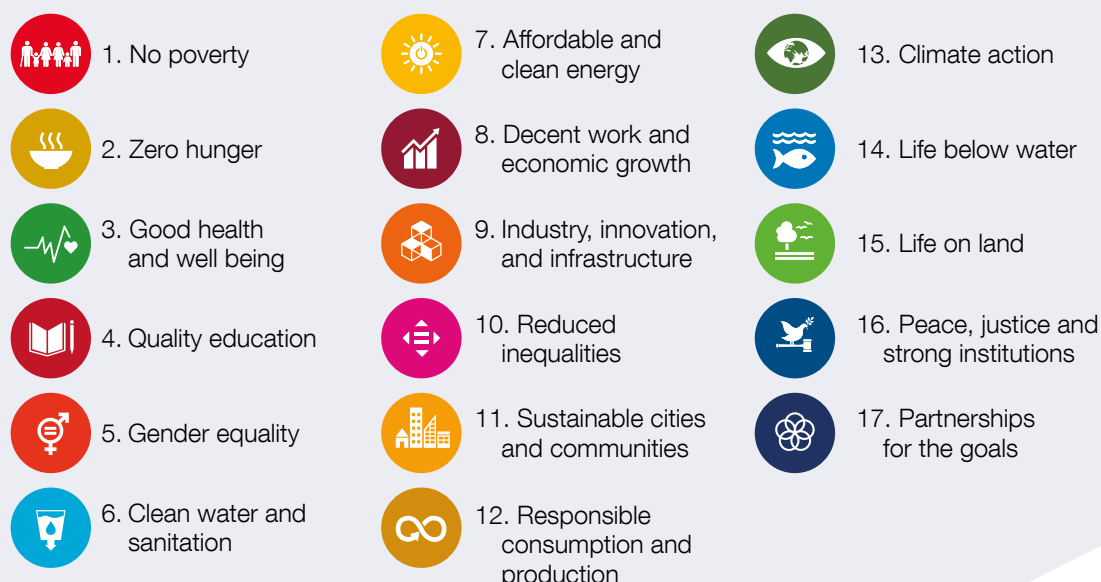 1. No poverty
2. Zero hunger
3. Good health
and well being
4. Quality education
5. Gender equality
6. Clean water and
sanitation
7. Affordable and
clean energy
8. Decent work and
economic growth
9. Industry, innovation,
and infrastructure
10. Reduced
inequalities
11. Sustainable cities
and communities
12. Responsible
consumption and
production
13. Climate action
14. Life below water
15. Life on land
16. Peace, justice and
strong institutions
17. Partnerships
for the goals